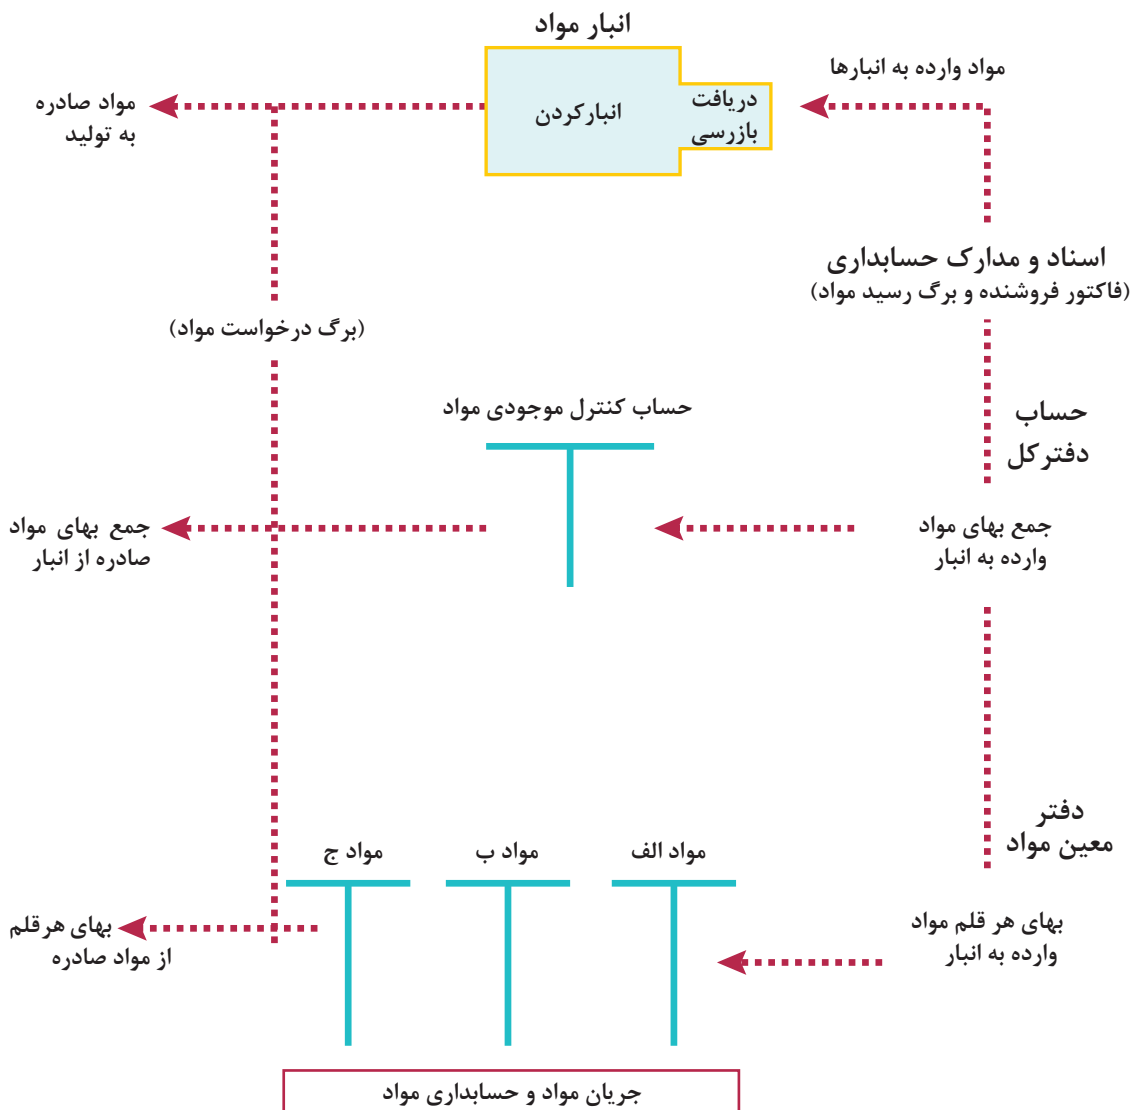 انبار مواد
مواد وارده به انبارها
دریافت
بازرسی
انبارکردن
مواد صادره
به تولید
اسناد و مدارک حسابداری
(فاکتور فروشنده و برگ رسید مواد)
(برگ درخواست مواد)
حساب
دفترکل
حساب کنترل موجودی مواد
جمع بهای مواد
وارده به انبار
جمع بهای مواد
صادره از انبار
دفتر
معین مواد
مواد الف
مواد ب
مواد ج
بهای هر قلم مواد
وارده به انبار
بهای هرقلم
از مواد صادره
جریان مواد و حسابداری مواد